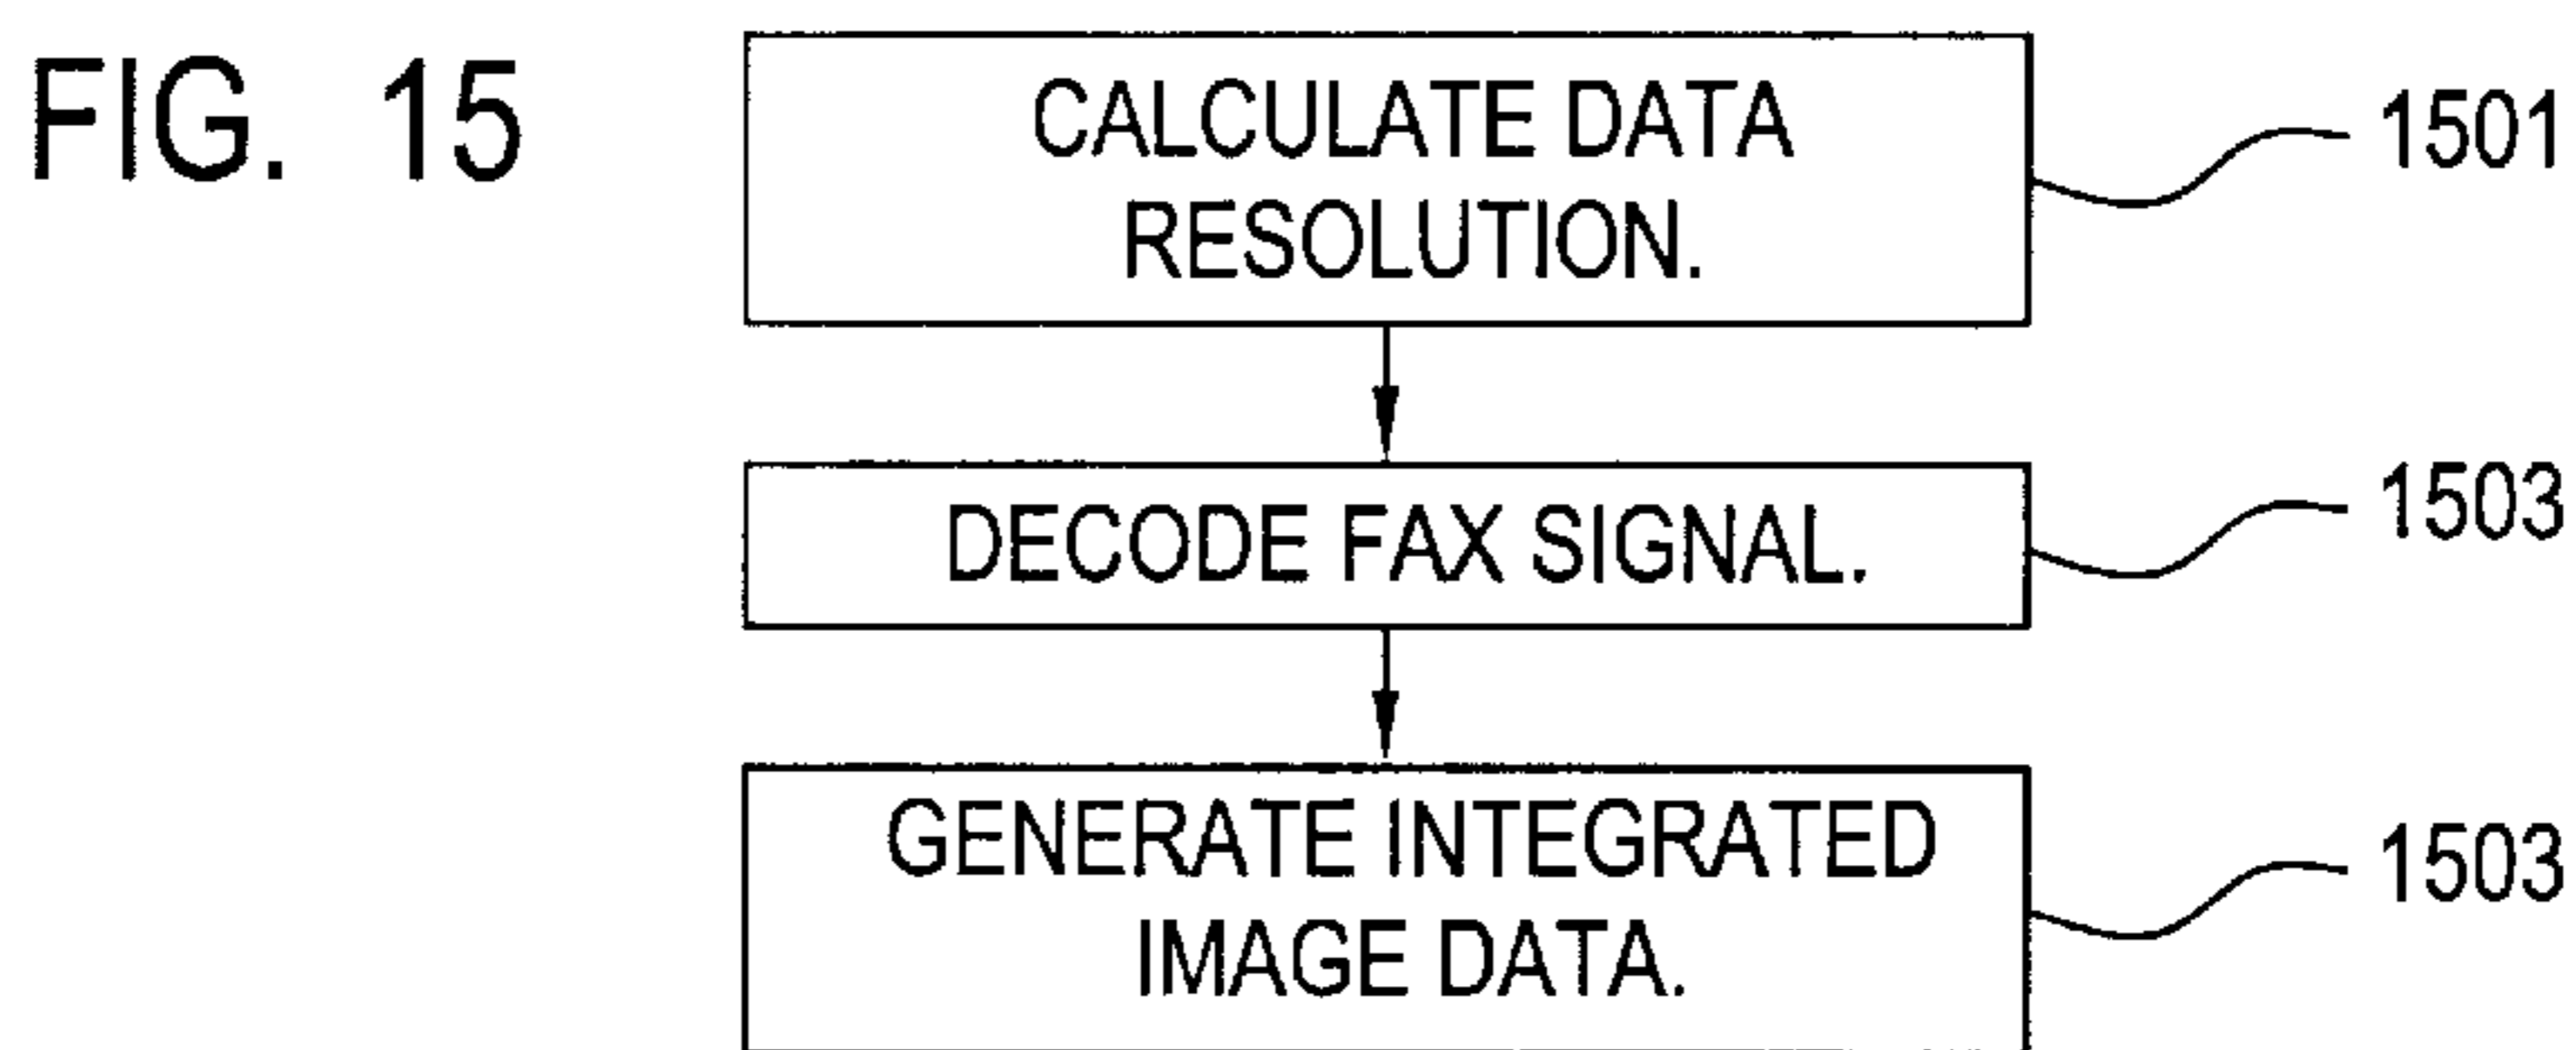 FIG. 15
CALCULATE DATA
RESOLUTION.
1501
DECODE FAX SIGNAL.
1503
GENERATE INTEGRATED
IMAGE DATA.
1503